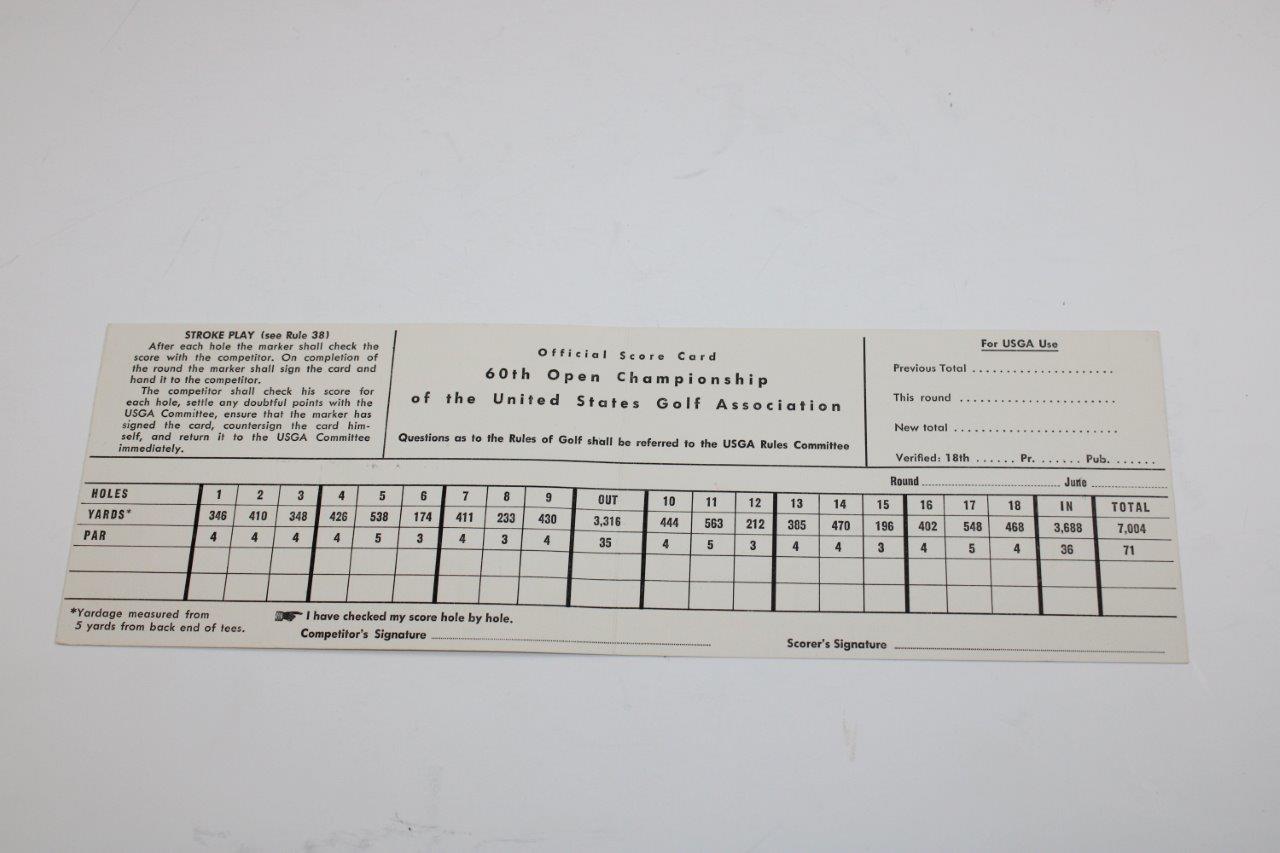 STROKE PLAY (see Rule 38)
After each hole the marker shall check the
score with the competitor. On completion of
the round the marker shall sign the card and
hand it to the competitor.
The competitor shall check his score for
each hole, settle any doubtful points with the
USGA Committee, ensure that the marker has
signed the card, countersign the card him-
self, and return it to the USGA Committee
immediately.
Official Score Card
60th Open Championship
of the United States Golf Association
Questions as to the Rules of Golf shall be referred to the USGA Rules Committee
For USGA Use
Previous Total ....................
This round ......................
New total .......................
Verified: 18th ...... Pr. ...... Pub. ......
Round ........................ June ................
HOLES 1 2 3 4 5 6 7 8 9 OUT 10 11 12 13 14 15 16 17 18 IN TOTAL
YARDS* 346 410 348 426 538 174 411 233 430 3,316 444 563 212 385 470 196 402 548 468 3,688 7,004
PAR 4 4 4 4 5 3 4 3 4 35 4 5 3 4 4 3 4 5 4 36 71
*Yardage measured from
5 yards from back end of tees.
I have checked my score hole by hole.
Competitor's Signature ........................................
Scorer's Signature ........................................